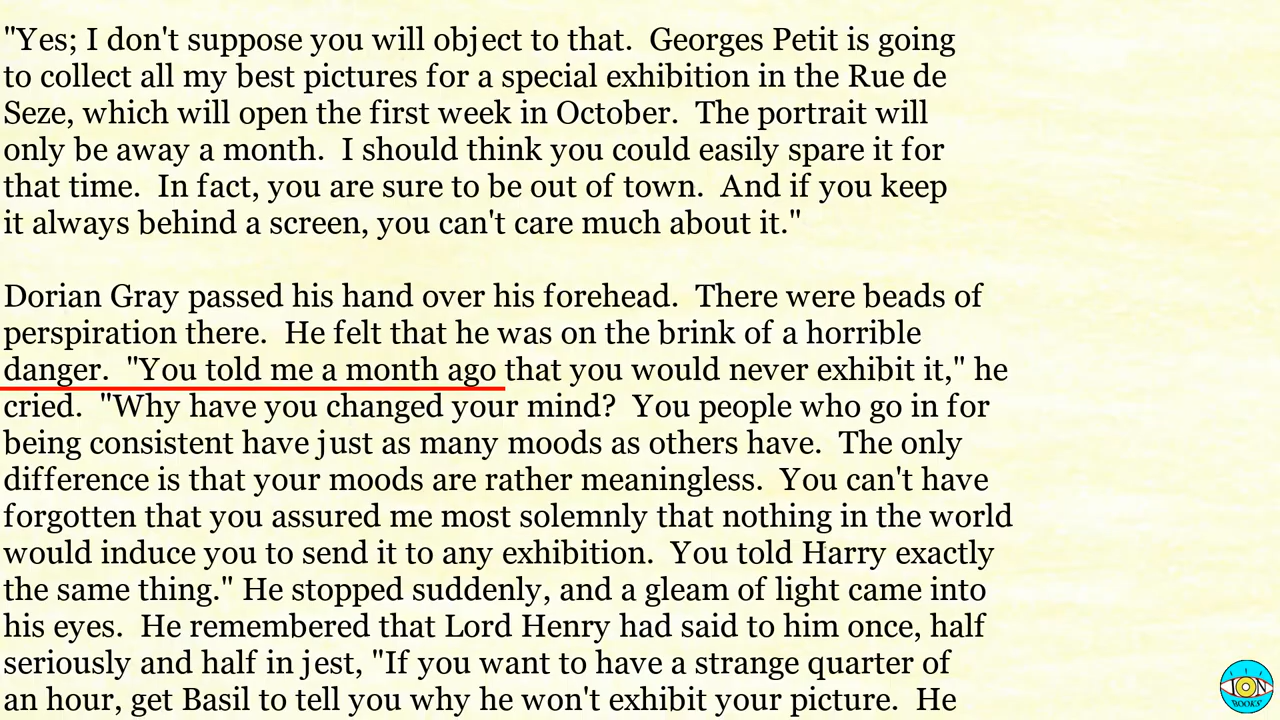 "Yes; I don't suppose you will object to that.  Georges Petit is going
to collect all my best pictures for a special exhibition in the Rue de
Seze, which will open the first week in October.  The portrait will
only be away a month.  I should think you could easily spare it for
that time.  In fact, you are sure to be out of town.  And if you keep
it always behind a screen, you can't care much about it."
Dorian Gray passed his hand over his forehead.  There were beads of
perspiration there.  He felt that he was on the brink of a horrible
danger.  "You told me a month ago that you would never exhibit it," he
cried.  "Why have you changed your mind?  You people who go in for
being consistent have just as many moods as others have.  The only
difference is that your moods are rather meaningless.  You can't have
forgotten that you assured me most solemnly that nothing in the world
would induce you to send it to any exhibition.  You told Harry exactly
the same thing." He stopped suddenly, and a gleam of light came into
his eyes.  He remembered that Lord Henry had said to him once, half
seriously and half in jest, "If you want to have a strange quarter of
an hour, get Basil to tell you why he won't exhibit your picture.  He
ION
BOOKS